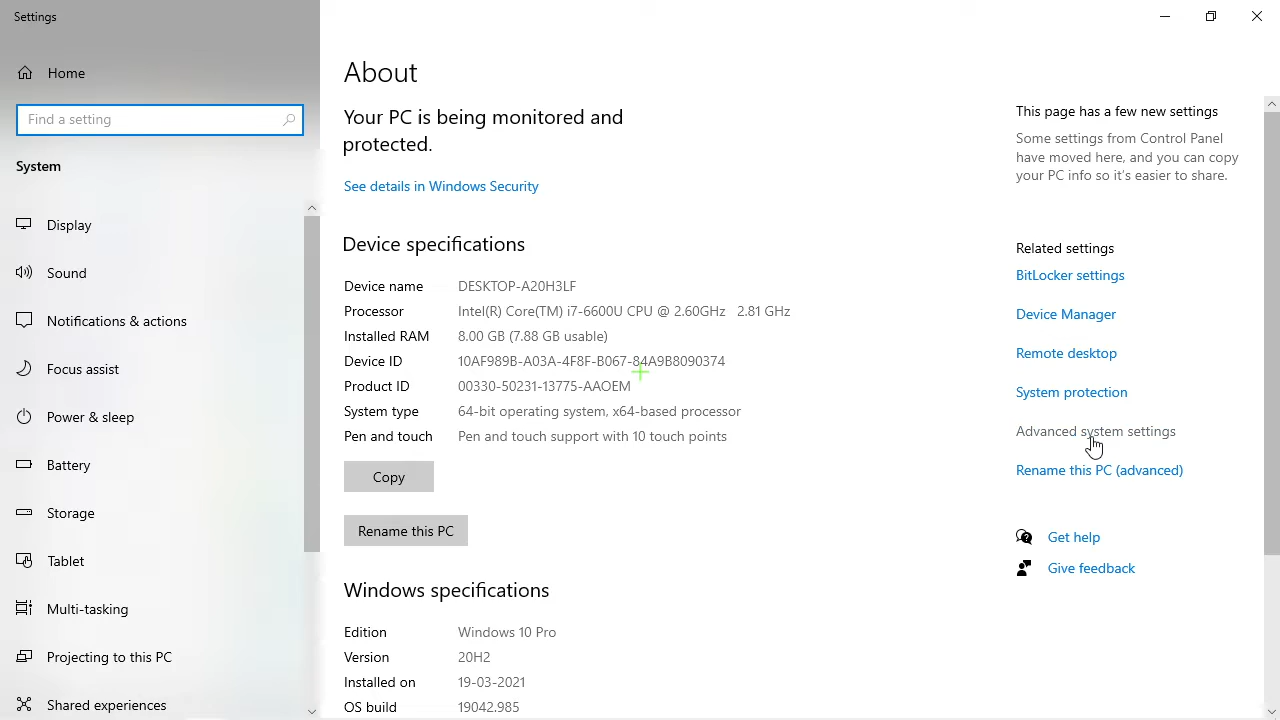 Settings
Home
Find a setting
System
Display
Sound
Notifications & actions
Focus assist
Power & sleep
Battery
Storage
Tablet
Multi-tasking
Projecting to this PC
Shared experiences
About
Your PC is being monitored and
protected.
See details in Windows Security
Device specifications
Device name DESKTOP-A20H3LF
Processor Intel(R) Core(TM) i7-6600U CPU @ 2.60GHz 2.81 GHz
Installed RAM 8.00 GB (7.88 GB usable)
Device ID 10AF989B-A03A-4F8F-B067-84A9B8090374
Product ID 00330-50231-13775-AAOEM
System type 64-bit operating system, x64-based processor
Pen and touch Pen and touch support with 10 touch points
Copy
Rename this PC
Windows specifications
Edition Windows 10 Pro
Version 20H2
Installed on 19-03-2021
OS build 19042.985
This page has a few new settings
Some settings from Control Panel
have moved here, and you can copy
your PC info so it's easier to share.
Related settings
BitLocker settings
Device Manager
Remote desktop
System protection
Advanced system settings
Rename this PC (advanced)
Get help
Give feedback